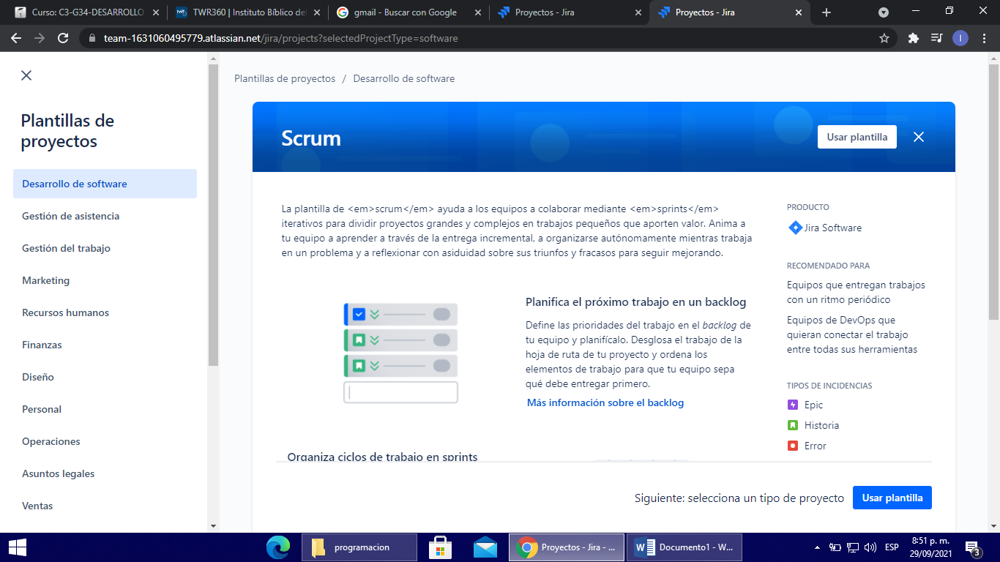 Curso: C3-G34-DESARROLLO
TWR360 | Instituto Bíblico del
gmail - Buscar con Google
Proyectos - Jira
Proyectos - Jira
team-1631060495779.atlassian.net/jira/projects?selectedProjectType=software
I
Plantillas de proyectos / Desarrollo de software
Plantillas de
proyectos
Desarrollo de software
Gestión de asistencia
Gestión del trabajo
Marketing
Recursos humanos
Finanzas
Diseño
Personal
Operaciones
Asuntos legales
Ventas
Scrum
Usar plantilla
La plantilla de <em>scrum</em> ayuda a los equipos a colaborar mediante <em>sprints</em>
iterativos para dividir proyectos grandes y complejos en trabajos pequeños que aporten valor. Anima a
tu equipo a aprender a través de la entrega incremental, a organizarse autónomamente mientras trabaja
en un problema y a reflexionar con asiduidad sobre sus triunfos y fracasos para seguir mejorando.
Planifica el próximo trabajo en un backlog
Define las prioridades del trabajo en el backlog de
tu equipo y planifícalo. Desglosa el trabajo de la
hoja de ruta de tu proyecto y ordena los
elementos de trabajo para que tu equipo sepa
qué debe entregar primero.
Más información sobre el backlog
Organiza ciclos de trabajo en sprints
PRODUCTO
Jira Software
RECOMENDADO PARA
Equipos que entregan trabajos
con un ritmo periódico
Equipos de DevOps que
quieran conectar el trabajo
entre todas sus herramientas
TIPOS DE INCIDENCIAS
Epic
Historia
Error
Siguiente: selecciona un tipo de proyecto
Usar plantilla
programacion
Proyectos - Jira - ...
Documento1 - W...
ESP
8:51 p. m.
29/09/2021
3